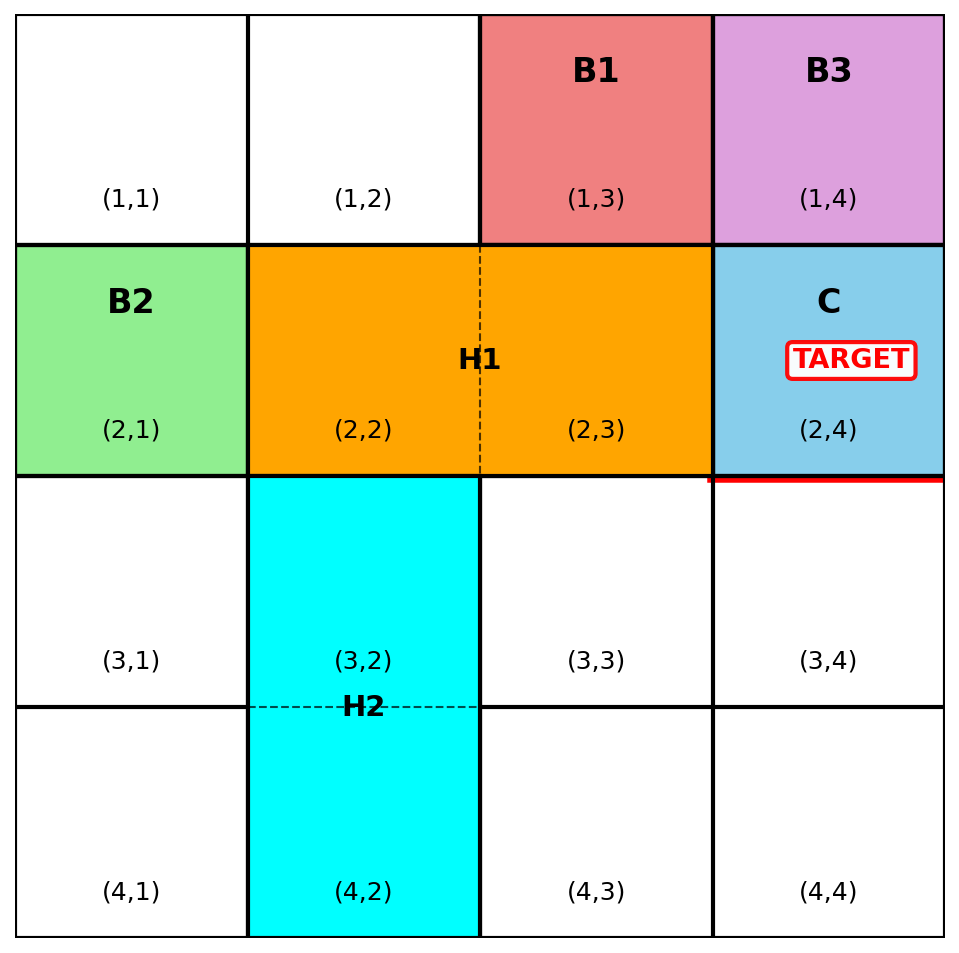 B1
B3
(1,1)
(1,2)
(1,3)
(1,4)
B2
C
H1
TARGET
(2,1)
(2,2)
(2,3)
(2,4)
(3,1)
(3,2)
(3,3)
(3,4)
H2
(4,1)
(4,2)
(4,3)
(4,4)